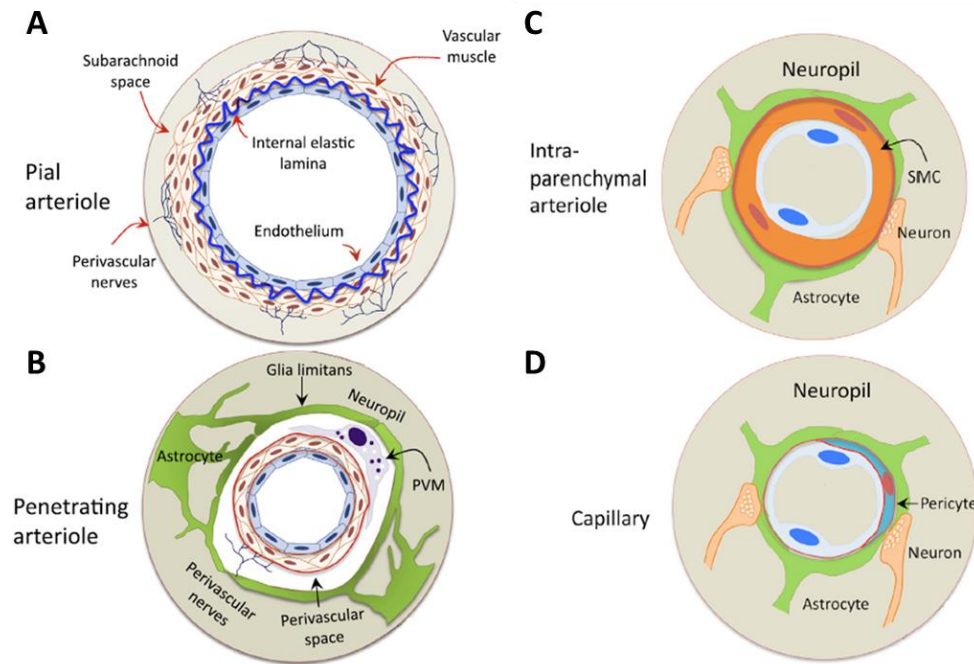 A
Subarachnoid
space
Vascular
muscle
Internal elastic
lamina
Pial
arteriole
Endothelium
Perivascular
nerves
B
Glia limitans
Neuropil
Astrocyte
PVM
Penetrating
arteriole
Perivascular
nerves
Perivascular
space
C
Neuropil
Intra-
parenchymal
arteriole
SMC
Neuron
Astrocyte
D
Neuropil
Capillary
Pericyte
Neuron
Astrocyte